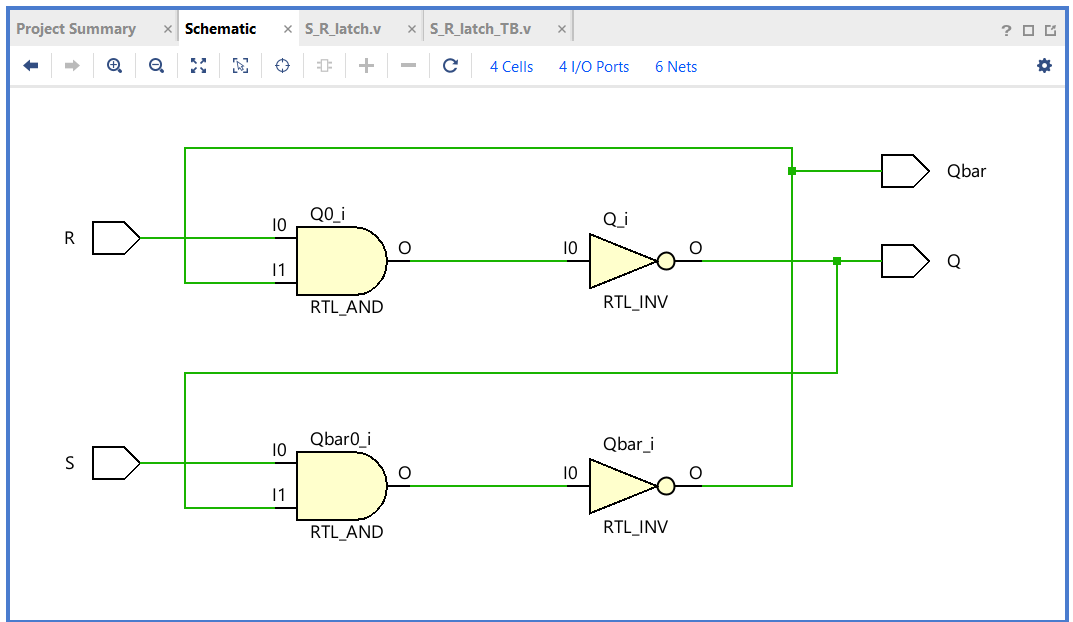 Project Summary × Schematic × S_R_latch.v × S_R_latch_TB.v × ?
4 Cells 4 I/O Ports 6 Nets
Qbar
Q0_i Q_i
R I0 O I0 O Q
I1
RTL_AND RTL_INV
Qbar0_i Qbar_i
S I0 O I0 O
I1
RTL_AND RTL_INV